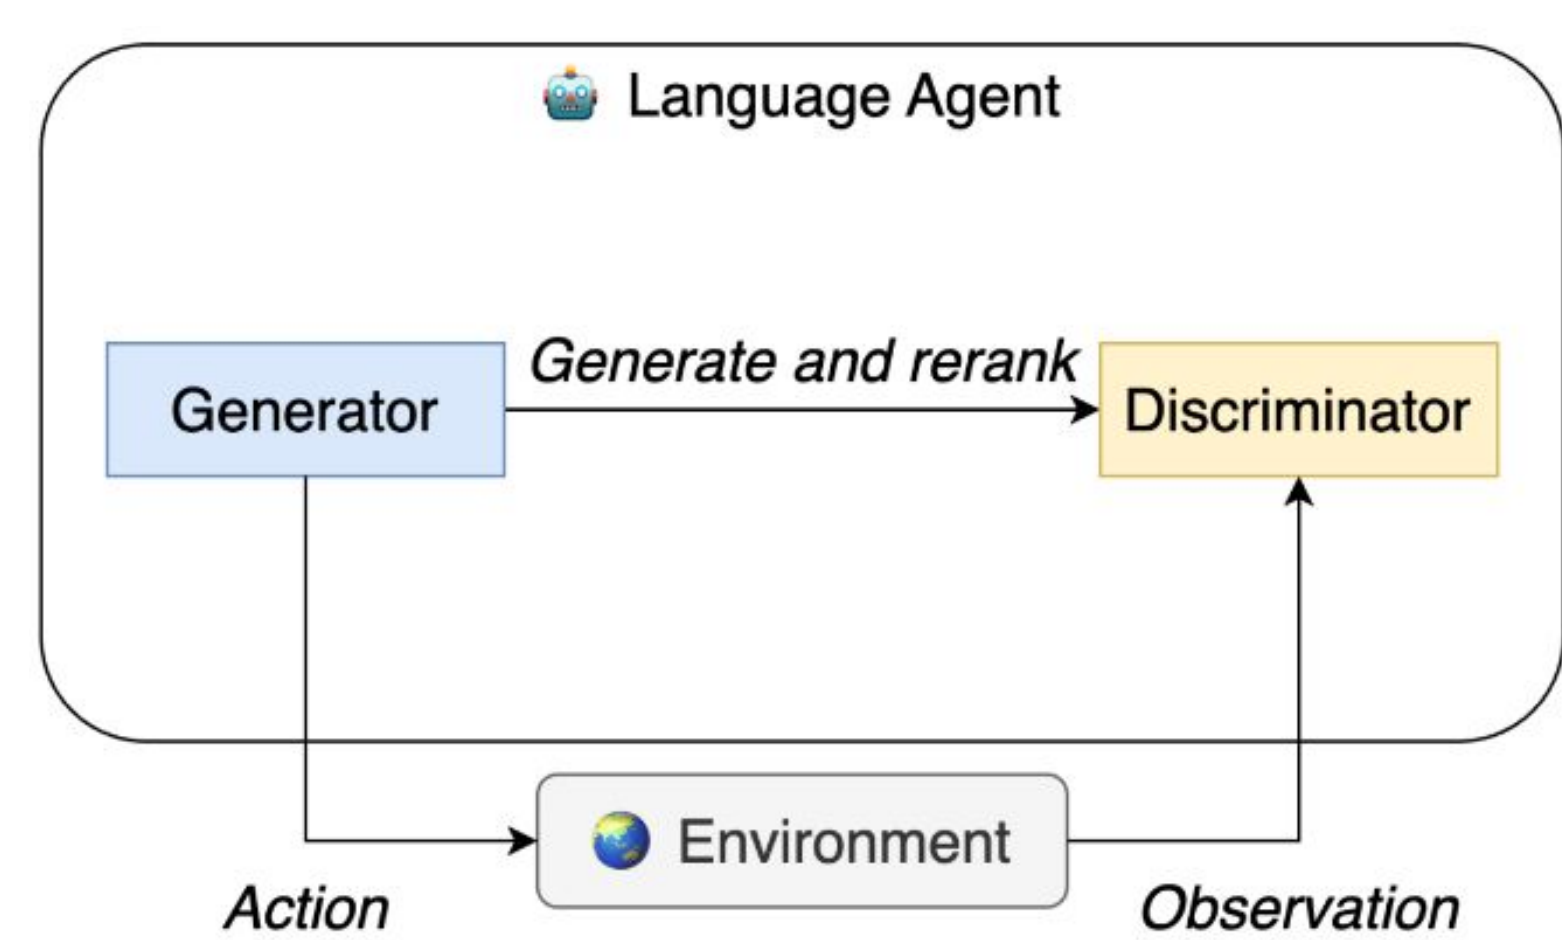 Language Agent
Generate and rerank
Generator
Discriminator
Environment
Action
Observation